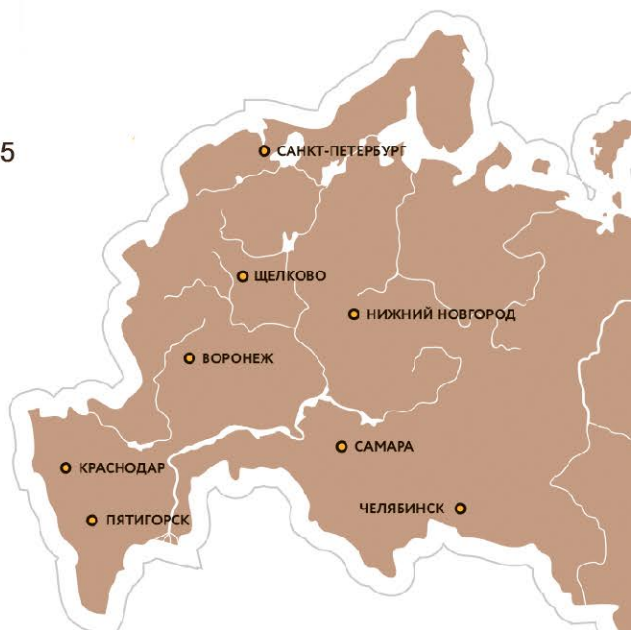 5
САНКТ-ПЕТЕРБУРГ
ЩЕЛКОВО
НИЖНИЙ НОВГОРОД
ВОРОНЕЖ
САМАРА
КРАСНОДАР
ЧЕЛЯБИНСК
ПЯТИГОРСК